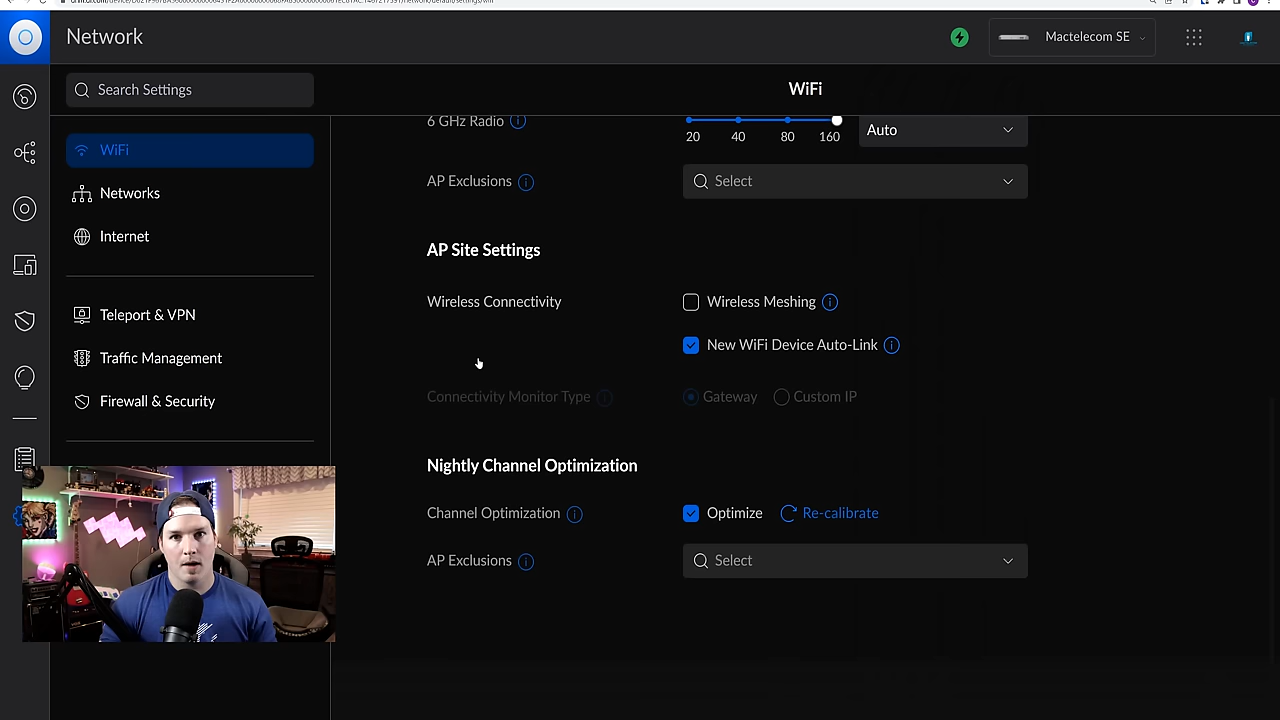 Network
Mactelecom SE
Search Settings
WiFi
WiFi
Networks
Internet
Teleport & VPN
Traffic Management
Firewall & Security
6 GHz Radio
20 40 80 160
Auto
AP Exclusions
Select
AP Site Settings
Wireless Connectivity
Wireless Meshing
New WiFi Device Auto-Link
Connectivity Monitor Type
Gateway
Custom IP
Nightly Channel Optimization
Channel Optimization
Optimize
Re-calibrate
AP Exclusions
Select